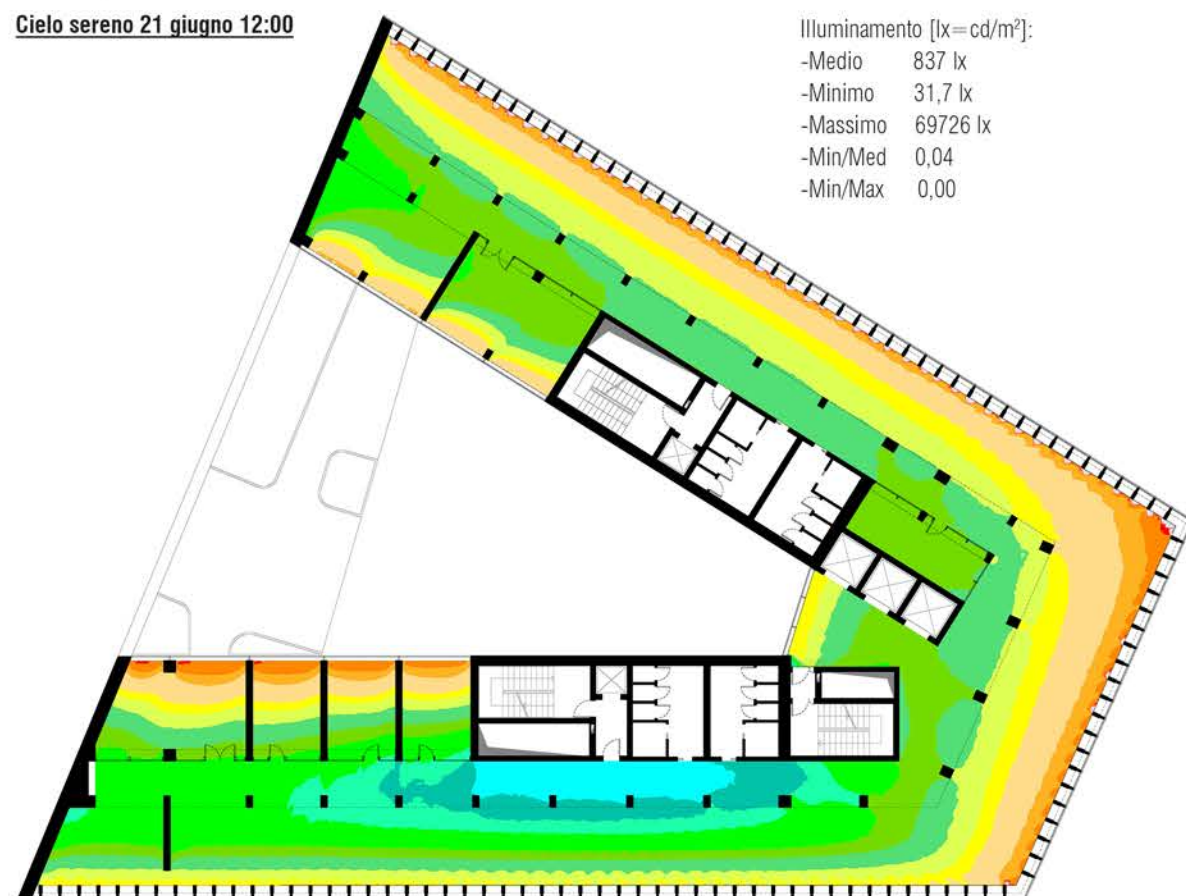 Cielo sereno 21 giugno 12:00
Illuminamento [lx=cd/m²]:
-Medio 837 lx
-Minimo 31,7 lx
-Massimo 69726 lx
-Min/Med 0,04
-Min/Max 0,00